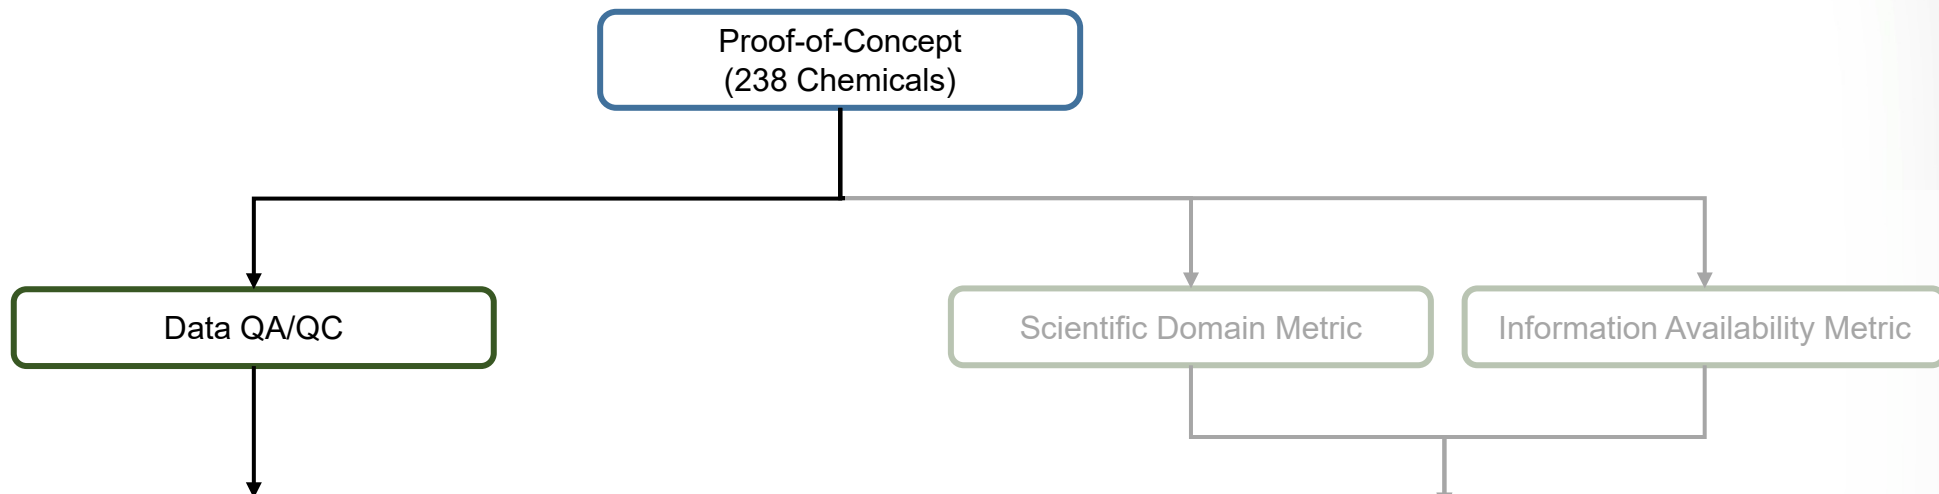 Proof-of-Concept
(238 Chemicals)
Data QA/QC
Scientific Domain Metric
Information Availability Metric